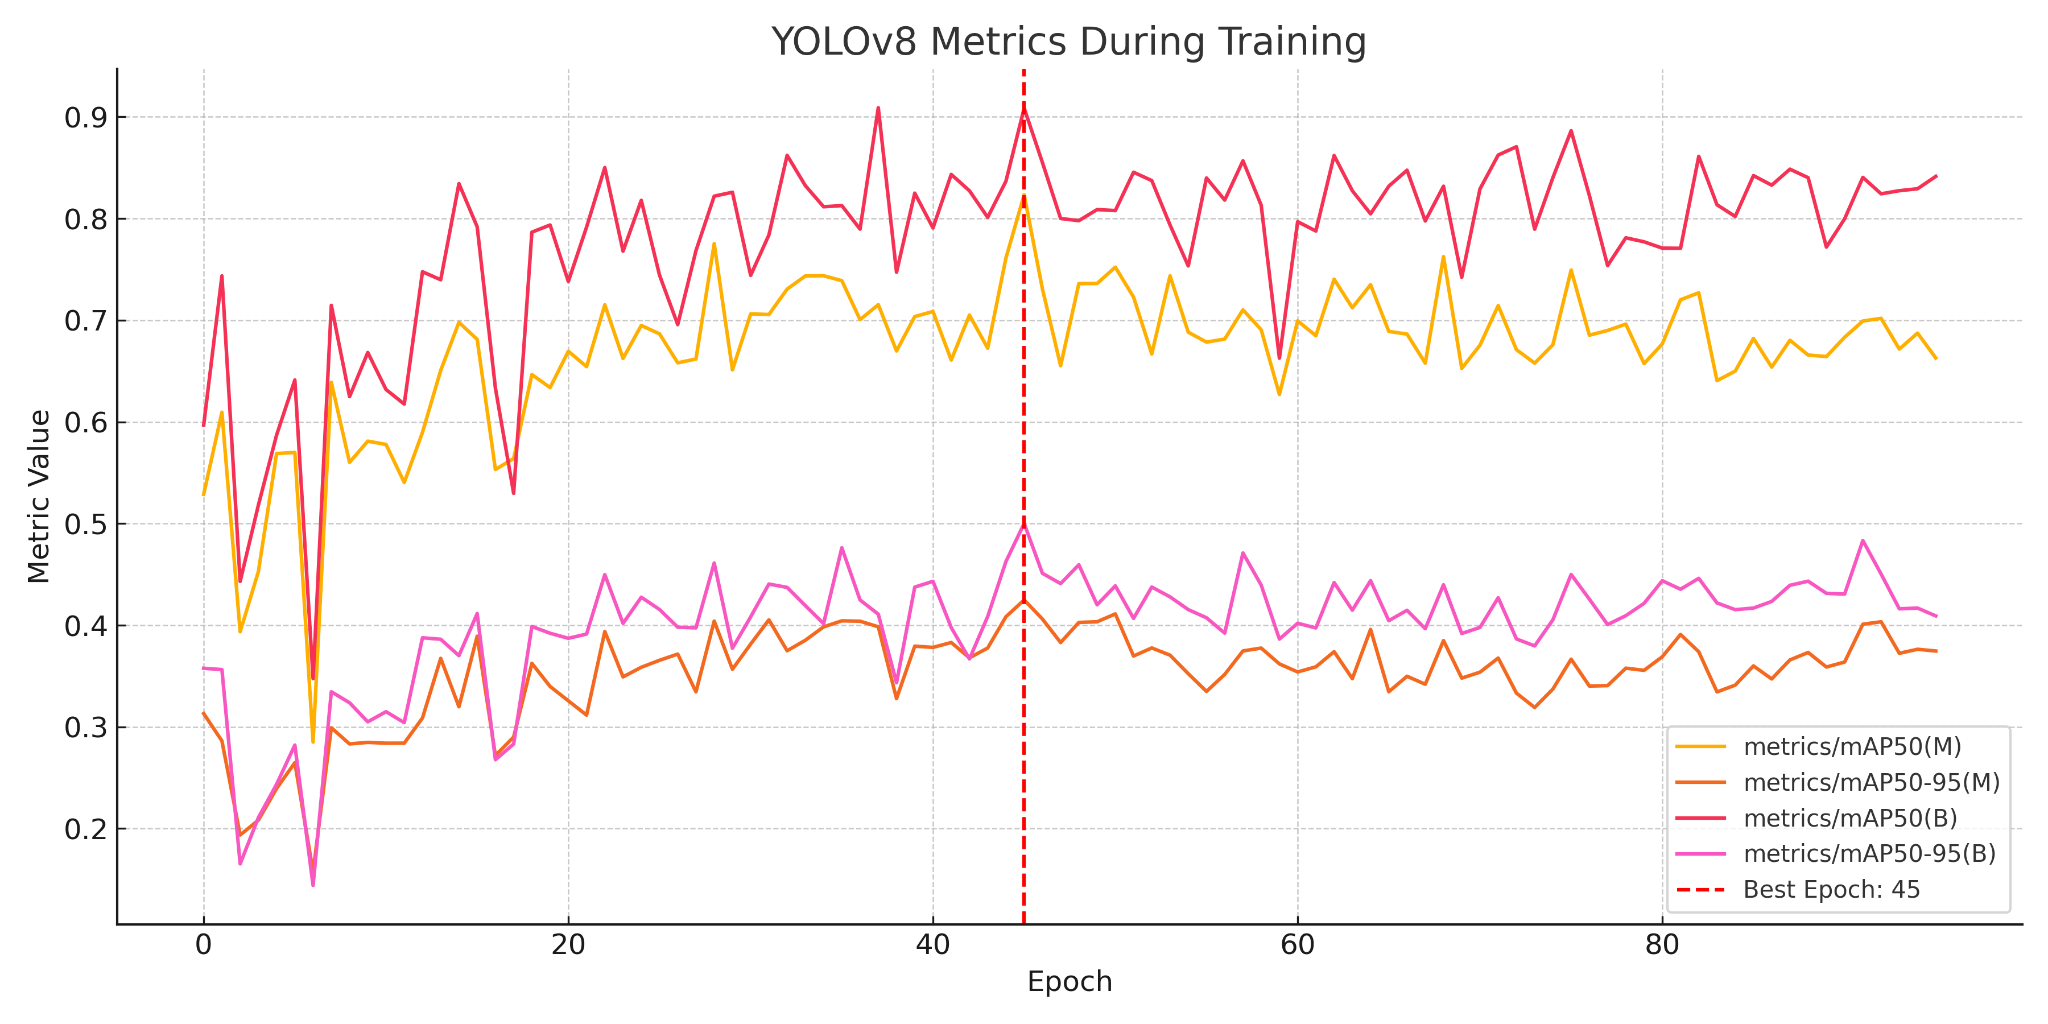 YOLOv8 Metrics During Training
Metric Value
0.9
0.8
0.7
0.6
0.5
0.4
0.3
0.2
0 20 40 60 80
Epoch
metrics/mAP50(M)
metrics/mAP50-95(M)
metrics/mAP50(B)
metrics/mAP50-95(B)
Best Epoch: 45